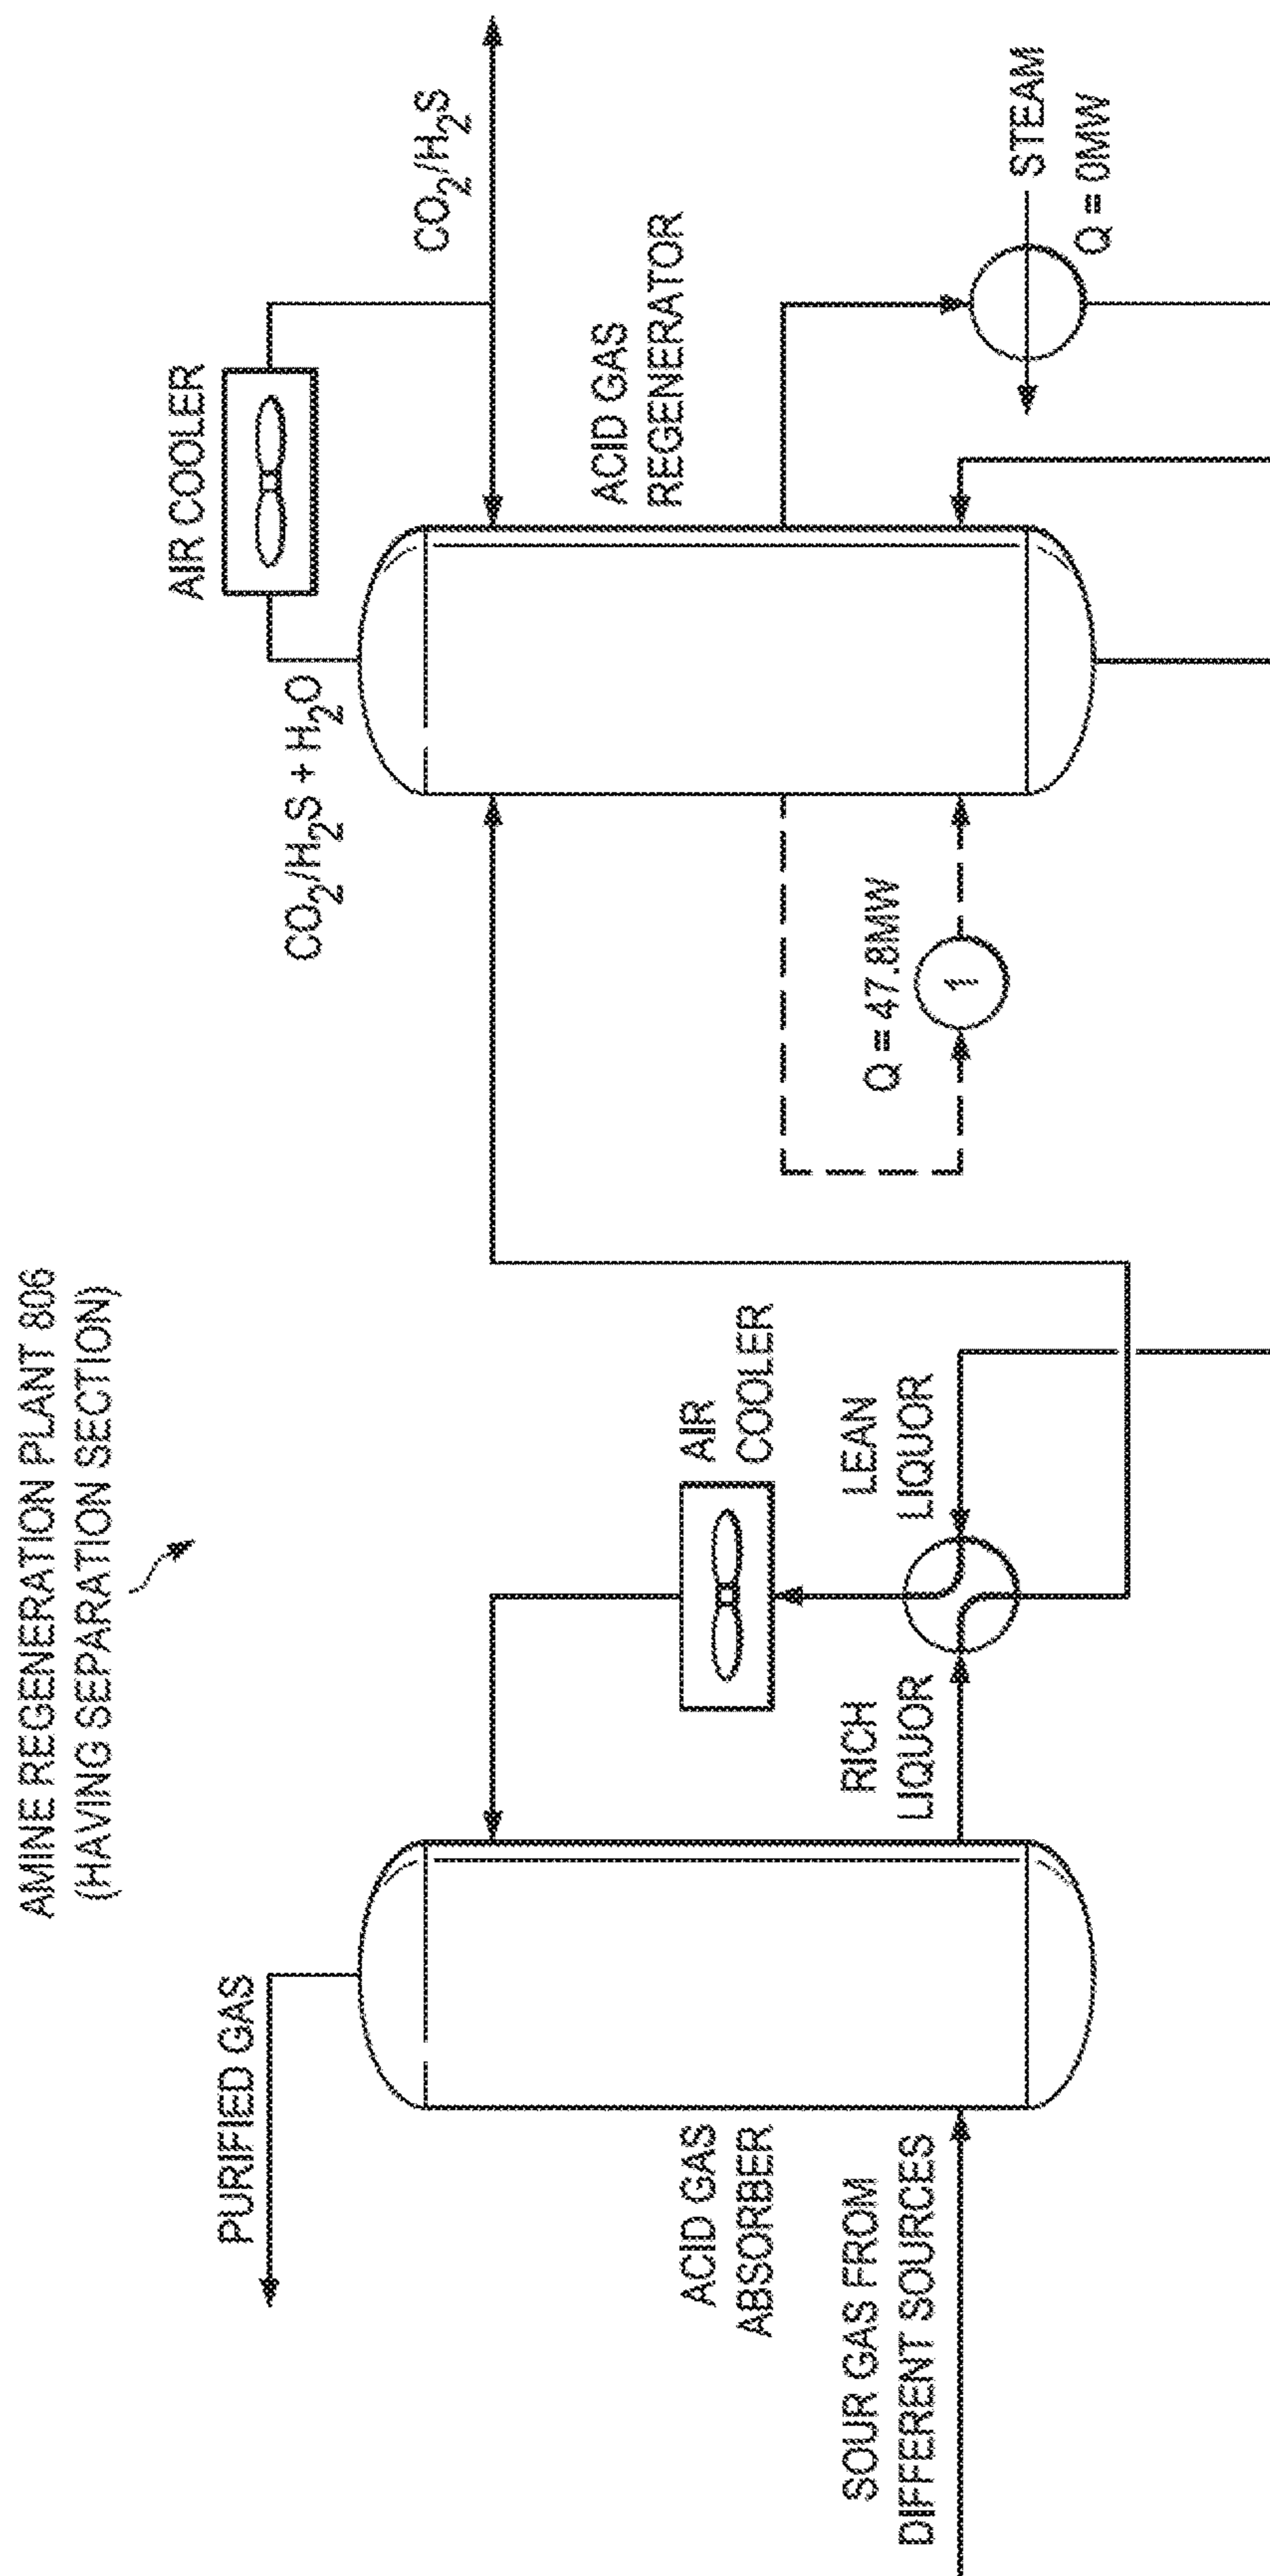 AMINE REGENERATION PLANT 806
(HAVING SEPARATION SECTION)
PURIFIED GAS
ACID GAS
ABSORBER
SOUR GAS FROM
DIFFERENT SOURCES
RICH
LIQUOR
AIR
COOLER
LEAN
LIQUOR
CO2/H2S + H2O
AIR COOLER
CO2/H2S
ACID GAS
REGENERATOR
Q = 47.8MW
1
STEAM
Q = 0MW